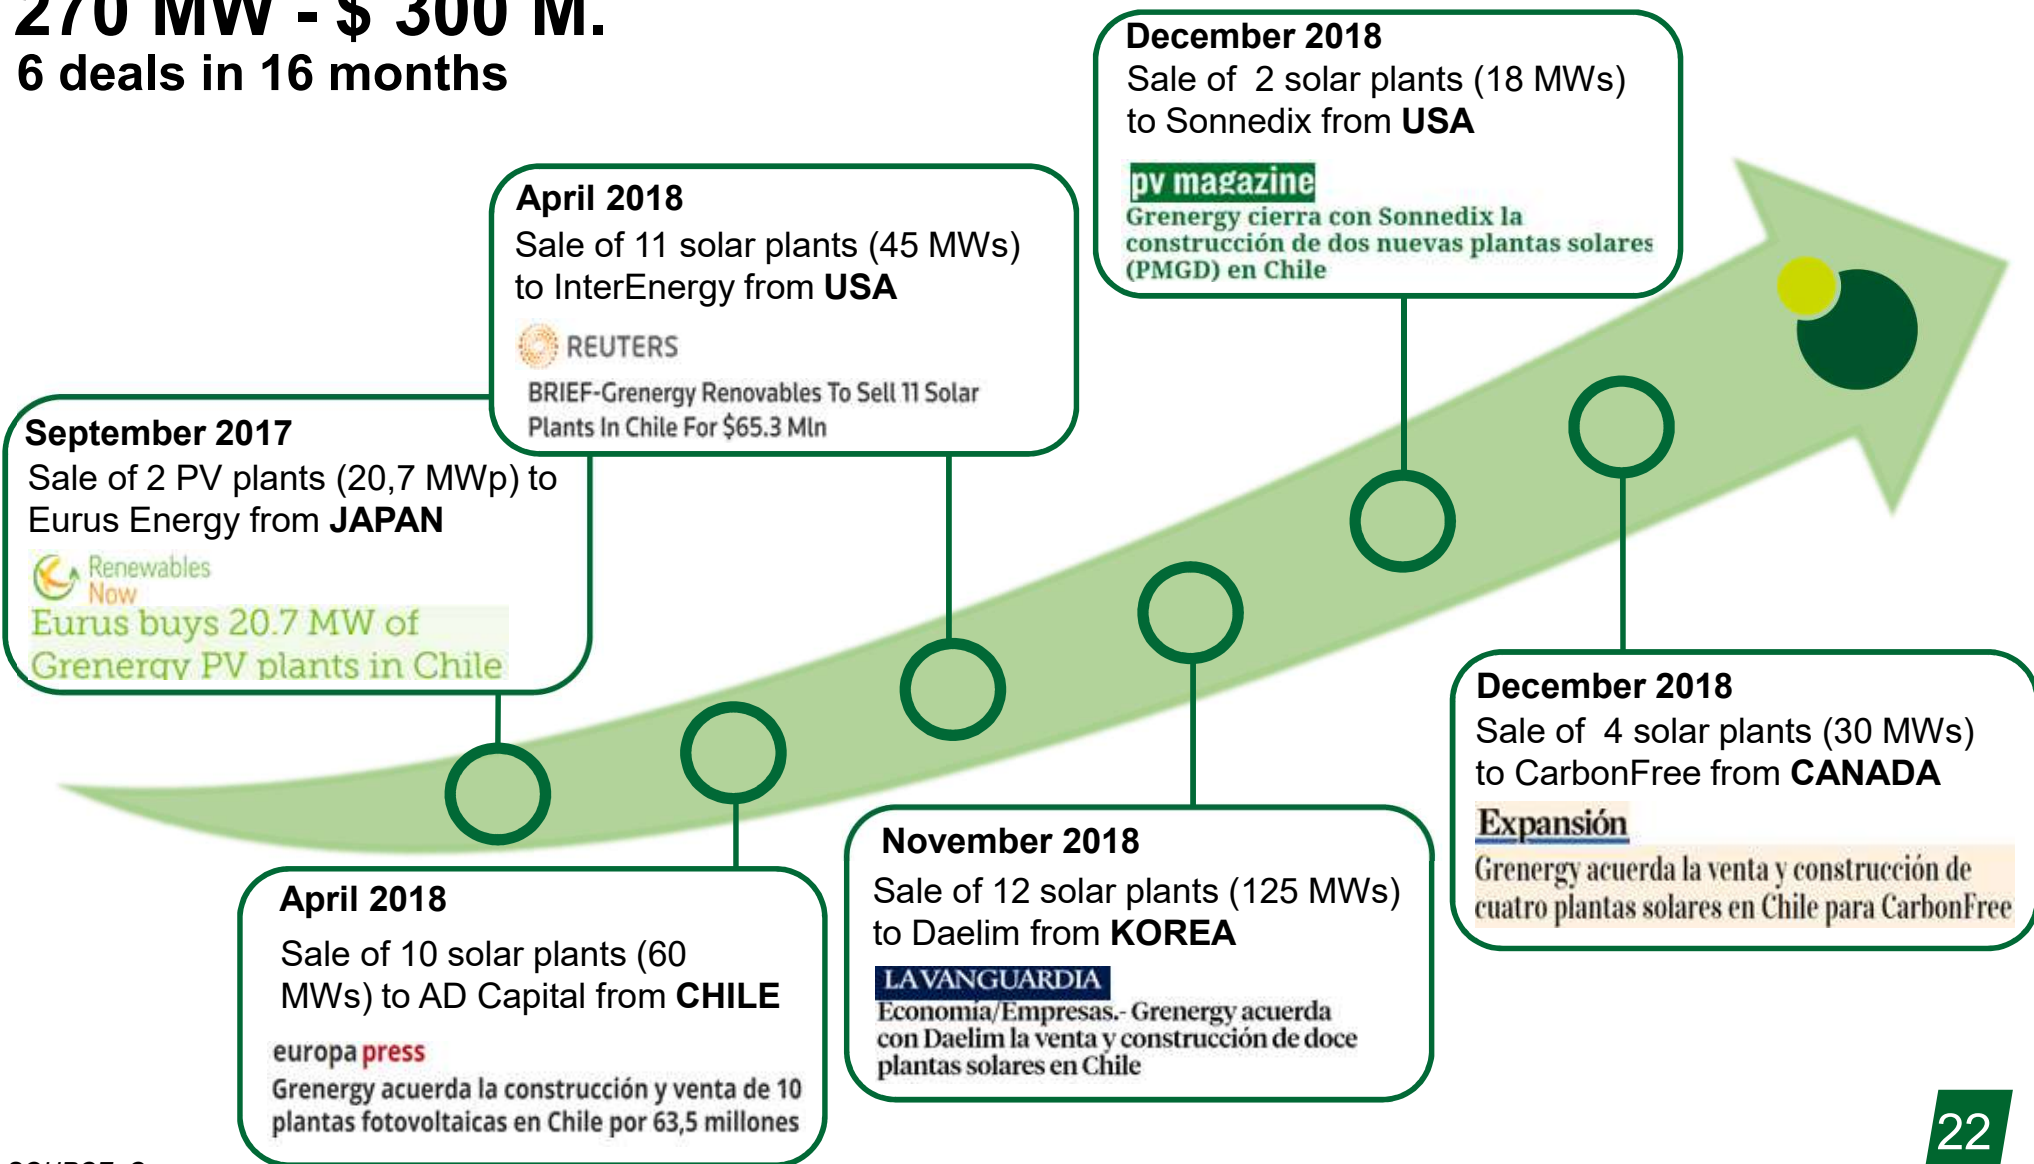 270 MW - $ 300 M.
6 deals in 16 months
September 2017
Sale of 2 PV plants (20,7 MWp) to
Eurus Energy from JAPAN
Renewables
Now
Eurus buys 20.7 MW of
Grenergy PV plants in Chile
April 2018
Sale of 10 solar plants (60
MWs) to AD Capital from CHILE
europa press
Grenergy acuerda la construcción y venta de 10
plantas fotovoltaicas en Chile por 63,5 millones
April 2018
Sale of 11 solar plants (45 MWs)
to InterEnergy from USA
REUTERS
BRIEF-Grenergy Renovables To Sell 11 Solar
Plants In Chile For $65.3 Mln
November 2018
Sale of 12 solar plants (125 MWs)
to Daelim from KOREA
LA VANGUARDIA
Economía/Empresas.- Grenergy acuerda
con Daelim la venta y construcción de doce
plantas solares en Chile
December 2018
Sale of 2 solar plants (18 MWs)
to Sonnedix from USA
pv magazine
Grenergy cierra con Sonnedix la
construcción de dos nuevas plantas solares
(PMGD) en Chile
December 2018
Sale of 4 solar plants (30 MWs)
to CarbonFree from CANADA
Expansión
Grenergy acuerda la venta y construcción de
cuatro plantas solares en Chile para CarbonFree
22